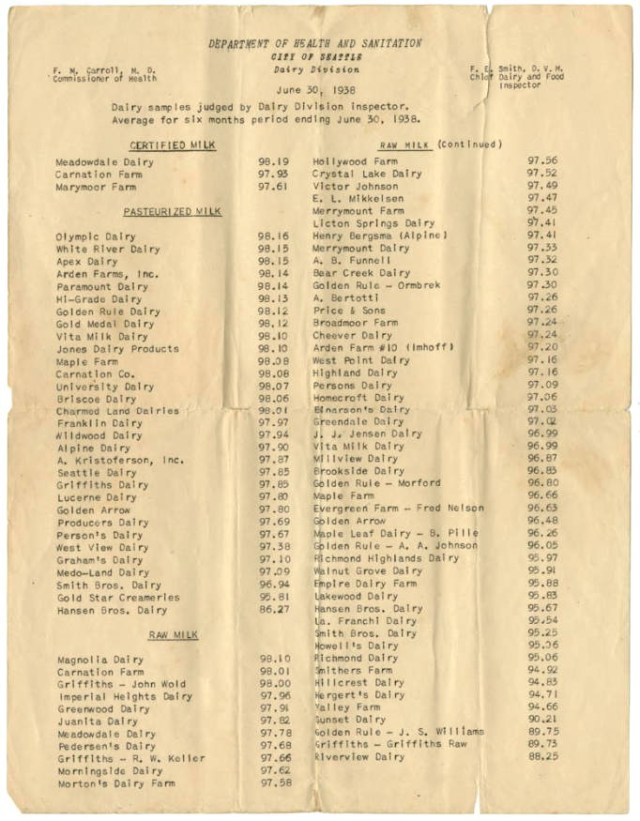 DEPARTMENT OF HEALTH AND SANITATION
CITY OF SEATTLE
Dairy Division
F. M. Carroll, M. D.
Commissioner of Health
F. E. Smith, D. V. M.
Chief Dairy and Food
Inspector
June 30, 1938
Dairy samples judged by Dairy Division inspector.
Average for six months period ending June 30, 1938.
CERTIFIED MILK
Meadowdale Dairy 98.19
Carnation Farm 97.93
Marymoor Farm 97.61
PASTEURIZED MILK
Olympic Dairy 98.16
White River Dairy 98.15
Apex Dairy 98.15
Arden Farms, Inc. 98.14
Paramount Dairy 98.14
Hi-Grade Dairy 98.13
Golden Rule Dairy 98.12
Gold Medal Dairy 98.12
Vita Milk Dairy 98.10
Jones Dairy Products 98.10
Maple Farm 98.08
Carnation Co. 98.08
University Dairy 98.07
Briscoe Dairy 98.06
Charmed Land Dairies 98.01
Franklin Dairy 97.97
Wildwood Dairy 97.94
Alpine Dairy 97.90
A. Kristoferson, Inc. 97.87
Seattle Dairy 97.85
Griffiths Dairy 97.85
Lucerne Dairy 97.80
Golden Arrow 97.80
Producers Dairy 97.69
Person's Dairy 97.67
West View Dairy 97.38
Graham's Dairy 97.10
Medo-Land Dairy 97.09
Smith Bros. Dairy 96.94
Gold Star Creameries 95.81
Hansen Bros. Dairy 86.27
RAW MILK
Magnolia Dairy 98.10
Carnation Farm 98.01
Griffiths - John Wold 98.00
Imperial Heights Dairy 97.96
Greenwood Dairy 97.91
Juanita Dairy 97.82
Meadowdale Dairy 97.78
Pedersen's Dairy 97.68
Griffiths - R. W. Keller 97.66
Morningside Dairy 97.62
Morton's Dairy Farm 97.58
RAW MILK (Continued)
Hollywood Farm 97.56
Crystal Lake Dairy 97.52
Victor Johnson 97.49
E. L. Mikkelsen 97.47
Merrymount Farm 97.45
Licton Springs Dairy 97.41
Henry Bergsma (Alpine) 97.41
Merrymount Dairy 97.33
A. B. Funnell 97.32
Bear Creek Dairy 97.30
Golden Rule - Ormbrek 97.30
A. Bertotti 97.26
Price & Sons 97.26
Broadmoor Farm 97.24
Cheever Dairy 97.24
Arden Farm #10 (Imhoff) 97.20
West Point Dairy 97.16
Highland Dairy 97.16
Persons Dairy 97.09
Homecroft Dairy 97.06
Einarson's Dairy 97.03
Greendale Dairy 97.02
J. J. Jensen Dairy 96.99
Vita Milk Dairy 96.99
Millview Dairy 96.87
Brookside Dairy 96.85
Golden Rule - Morford 96.80
Maple Farm 96.66
Evergreen Farm - Fred Nelson 96.63
Golden Arrow 96.48
Maple Leaf Dairy - B. Pille 96.26
Golden Rule - A. A. Johnson 96.05
Richmond Highlands Dairy 95.97
Walnut Grove Dairy 95.91
Empire Dairy Farm 95.88
Lakewood Dairy 95.83
Hansen Bros. Dairy 95.67
La. Franchi Dairy 95.54
Smith Bros. Dairy 95.25
Howell's Dairy 95.06
Richmond Dairy 95.06
Smithers Farm 94.92
Hillcrest Dairy 94.83
Hergert's Dairy 94.71
Valley Farm 94.66
Sunset Dairy 90.21
Golden Rule - J. S. Williams 89.75
Griffiths - Griffiths Raw 89.73
Riverview Dairy 88.25